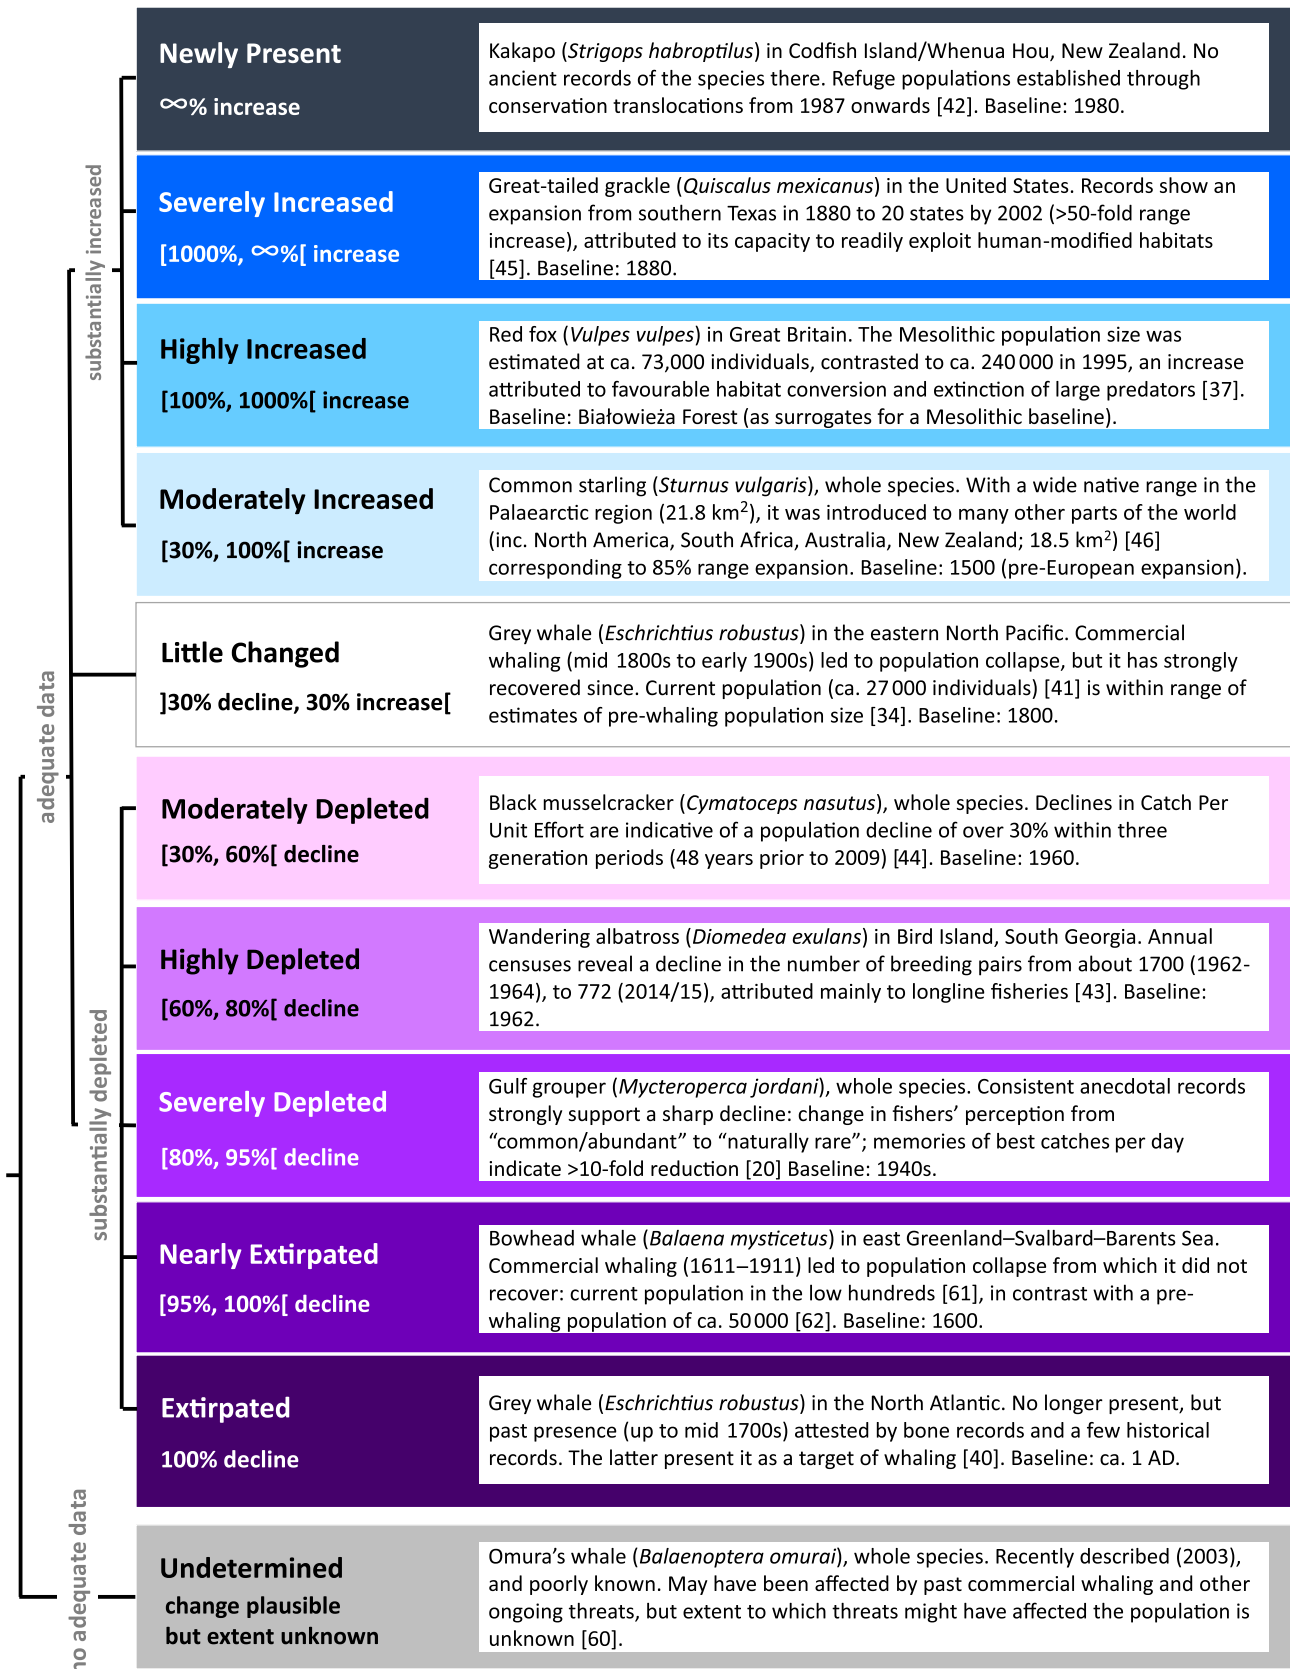 Newly Present
∞% increase
Kakapo (Strigops habroptilus) in Codfish Island/Whenua Hou, New Zealand. No
ancient records of the species there. Refuge populations established through
conservation translocations from 1987 onwards [42]. Baseline: 1980.
substantially increased
Severely Increased
[1000%, ∞%[ increase
Great-tailed grackle (Quiscalus mexicanus) in the United States. Records show an
expansion from southern Texas in 1880 to 20 states by 2002 (>50-fold range
increase), attributed to its capacity to readily exploit human-modified habitats
[45]. Baseline: 1880.
Highly Increased
[100%, 1000%[ increase
Red fox (Vulpes vulpes) in Great Britain. The Mesolithic population size was
estimated at ca. 73,000 individuals, contrasted to ca. 240 000 in 1995, an increase
attributed to favourable habitat conversion and extinction of large predators [37].
Baseline: Białowieża Forest (as surrogates for a Mesolithic baseline).
Moderately Increased
[30%, 100%[ increase
Common starling (Sturnus vulgaris), whole species. With a wide native range in the
Palaearctic region (21.8 km²), it was introduced to many other parts of the world
(inc. North America, South Africa, Australia, New Zealand; 18.5 km²) [46]
corresponding to 85% range expansion. Baseline: 1500 (pre-European expansion).
adequate data
Little Changed
]30% decline, 30% increase[
Grey whale (Eschrichtius robustus) in the eastern North Pacific. Commercial
whaling (mid 1800s to early 1900s) led to population collapse, but it has strongly
recovered since. Current population (ca. 27 000 individuals) [41] is within range of
estimates of pre-whaling population size [34]. Baseline: 1800.
Moderately Depleted
[30%, 60%[ decline
Black musselcracker (Cymatoceps nasutus), whole species. Declines in Catch Per
Unit Effort are indicative of a population decline of over 30% within three
generation periods (48 years prior to 2009) [44]. Baseline: 1960.
substantially depleted
Highly Depleted
[60%, 80%[ decline
Wandering albatross (Diomedea exulans) in Bird Island, South Georgia. Annual
censuses reveal a decline in the number of breeding pairs from about 1700 (1962-
1964), to 772 (2014/15), attributed mainly to longline fisheries [43]. Baseline:
1962.
Severely Depleted
[80%, 95%[ decline
Gulf grouper (Mycteroperca jordani), whole species. Consistent anecdotal records
strongly support a sharp decline: change in fishers’ perception from
“common/abundant” to “naturally rare”; memories of best catches per day
indicate >10-fold reduction [20] Baseline: 1940s.
Nearly Extirpated
[95%, 100%[ decline
Bowhead whale (Balaena mysticetus) in east Greenland–Svalbard–Barents Sea.
Commercial whaling (1611–1911) led to population collapse from which it did not
recover: current population in the low hundreds [61], in contrast with a pre-
whaling population of ca. 50 000 [62]. Baseline: 1600.
Extirpated
100% decline
Grey whale (Eschrichtius robustus) in the North Atlantic. No longer present, but
past presence (up to mid 1700s) attested by bone records and a few historical
records. The latter present it as a target of whaling [40]. Baseline: ca. 1 AD.
no adequate data
Undetermined
change plausible
but extent unknown
Omura’s whale (Balaenoptera omurai), whole species. Recently described (2003),
and poorly known. May have been affected by past commercial whaling and other
ongoing threats, but extent to which threats might have affected the population is
unknown [60].